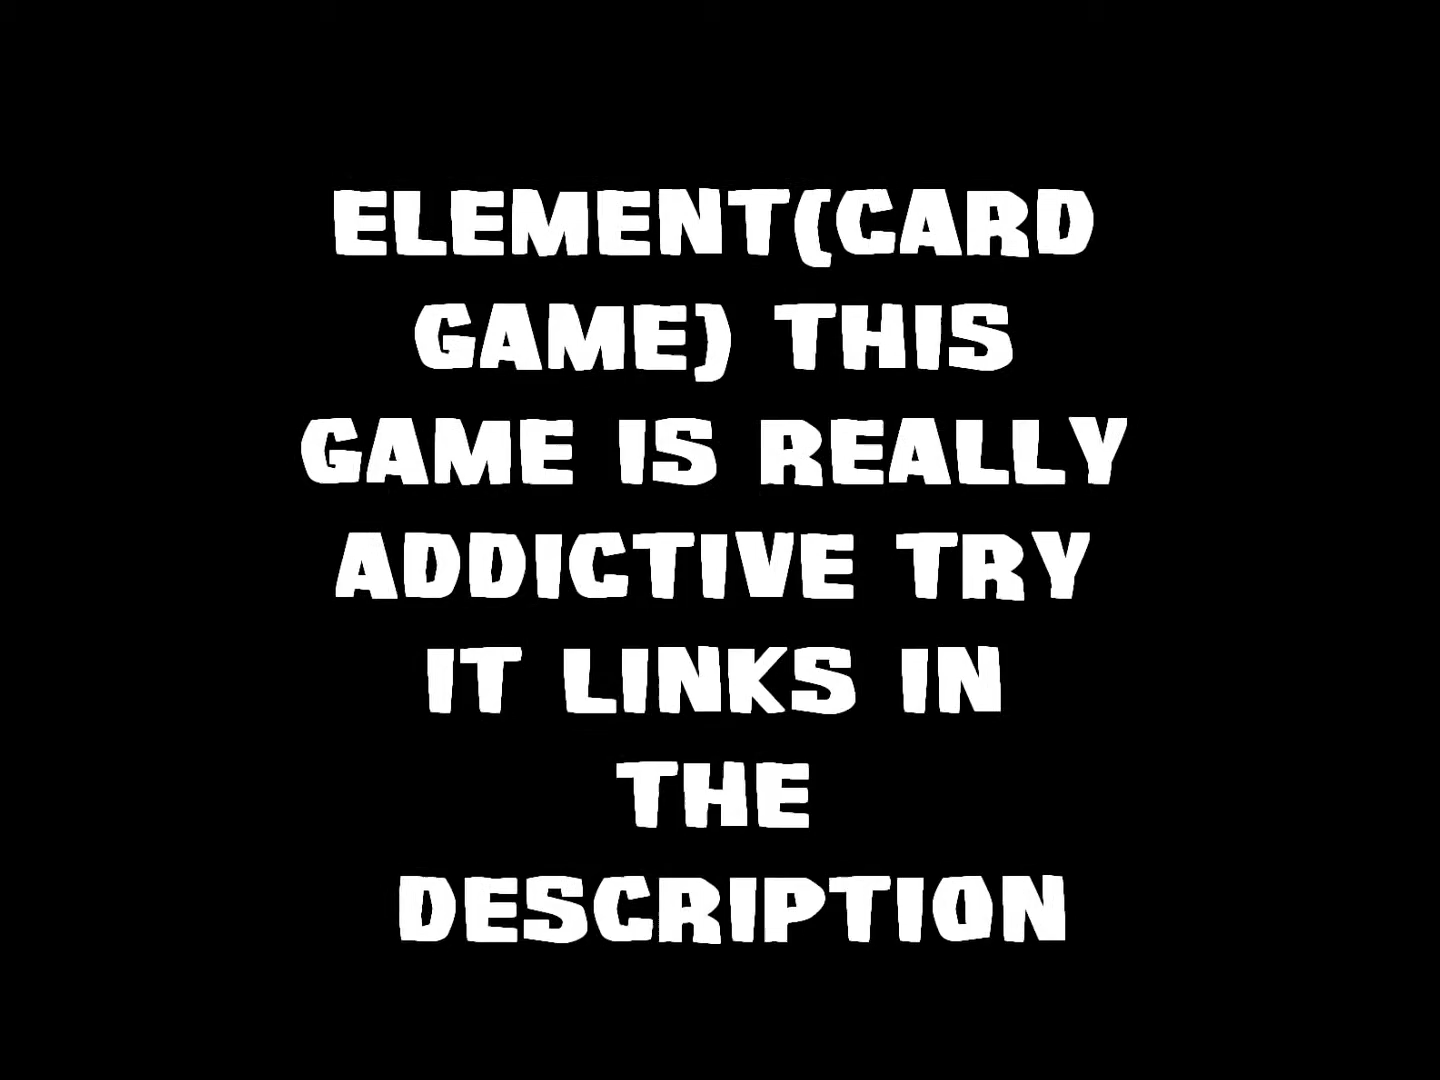 ELEMENT(CARD
GAME) THIS
GAME IS REALLY
ADDICTIVE TRY
IT LINKS IN
THE
DESCRIPTION